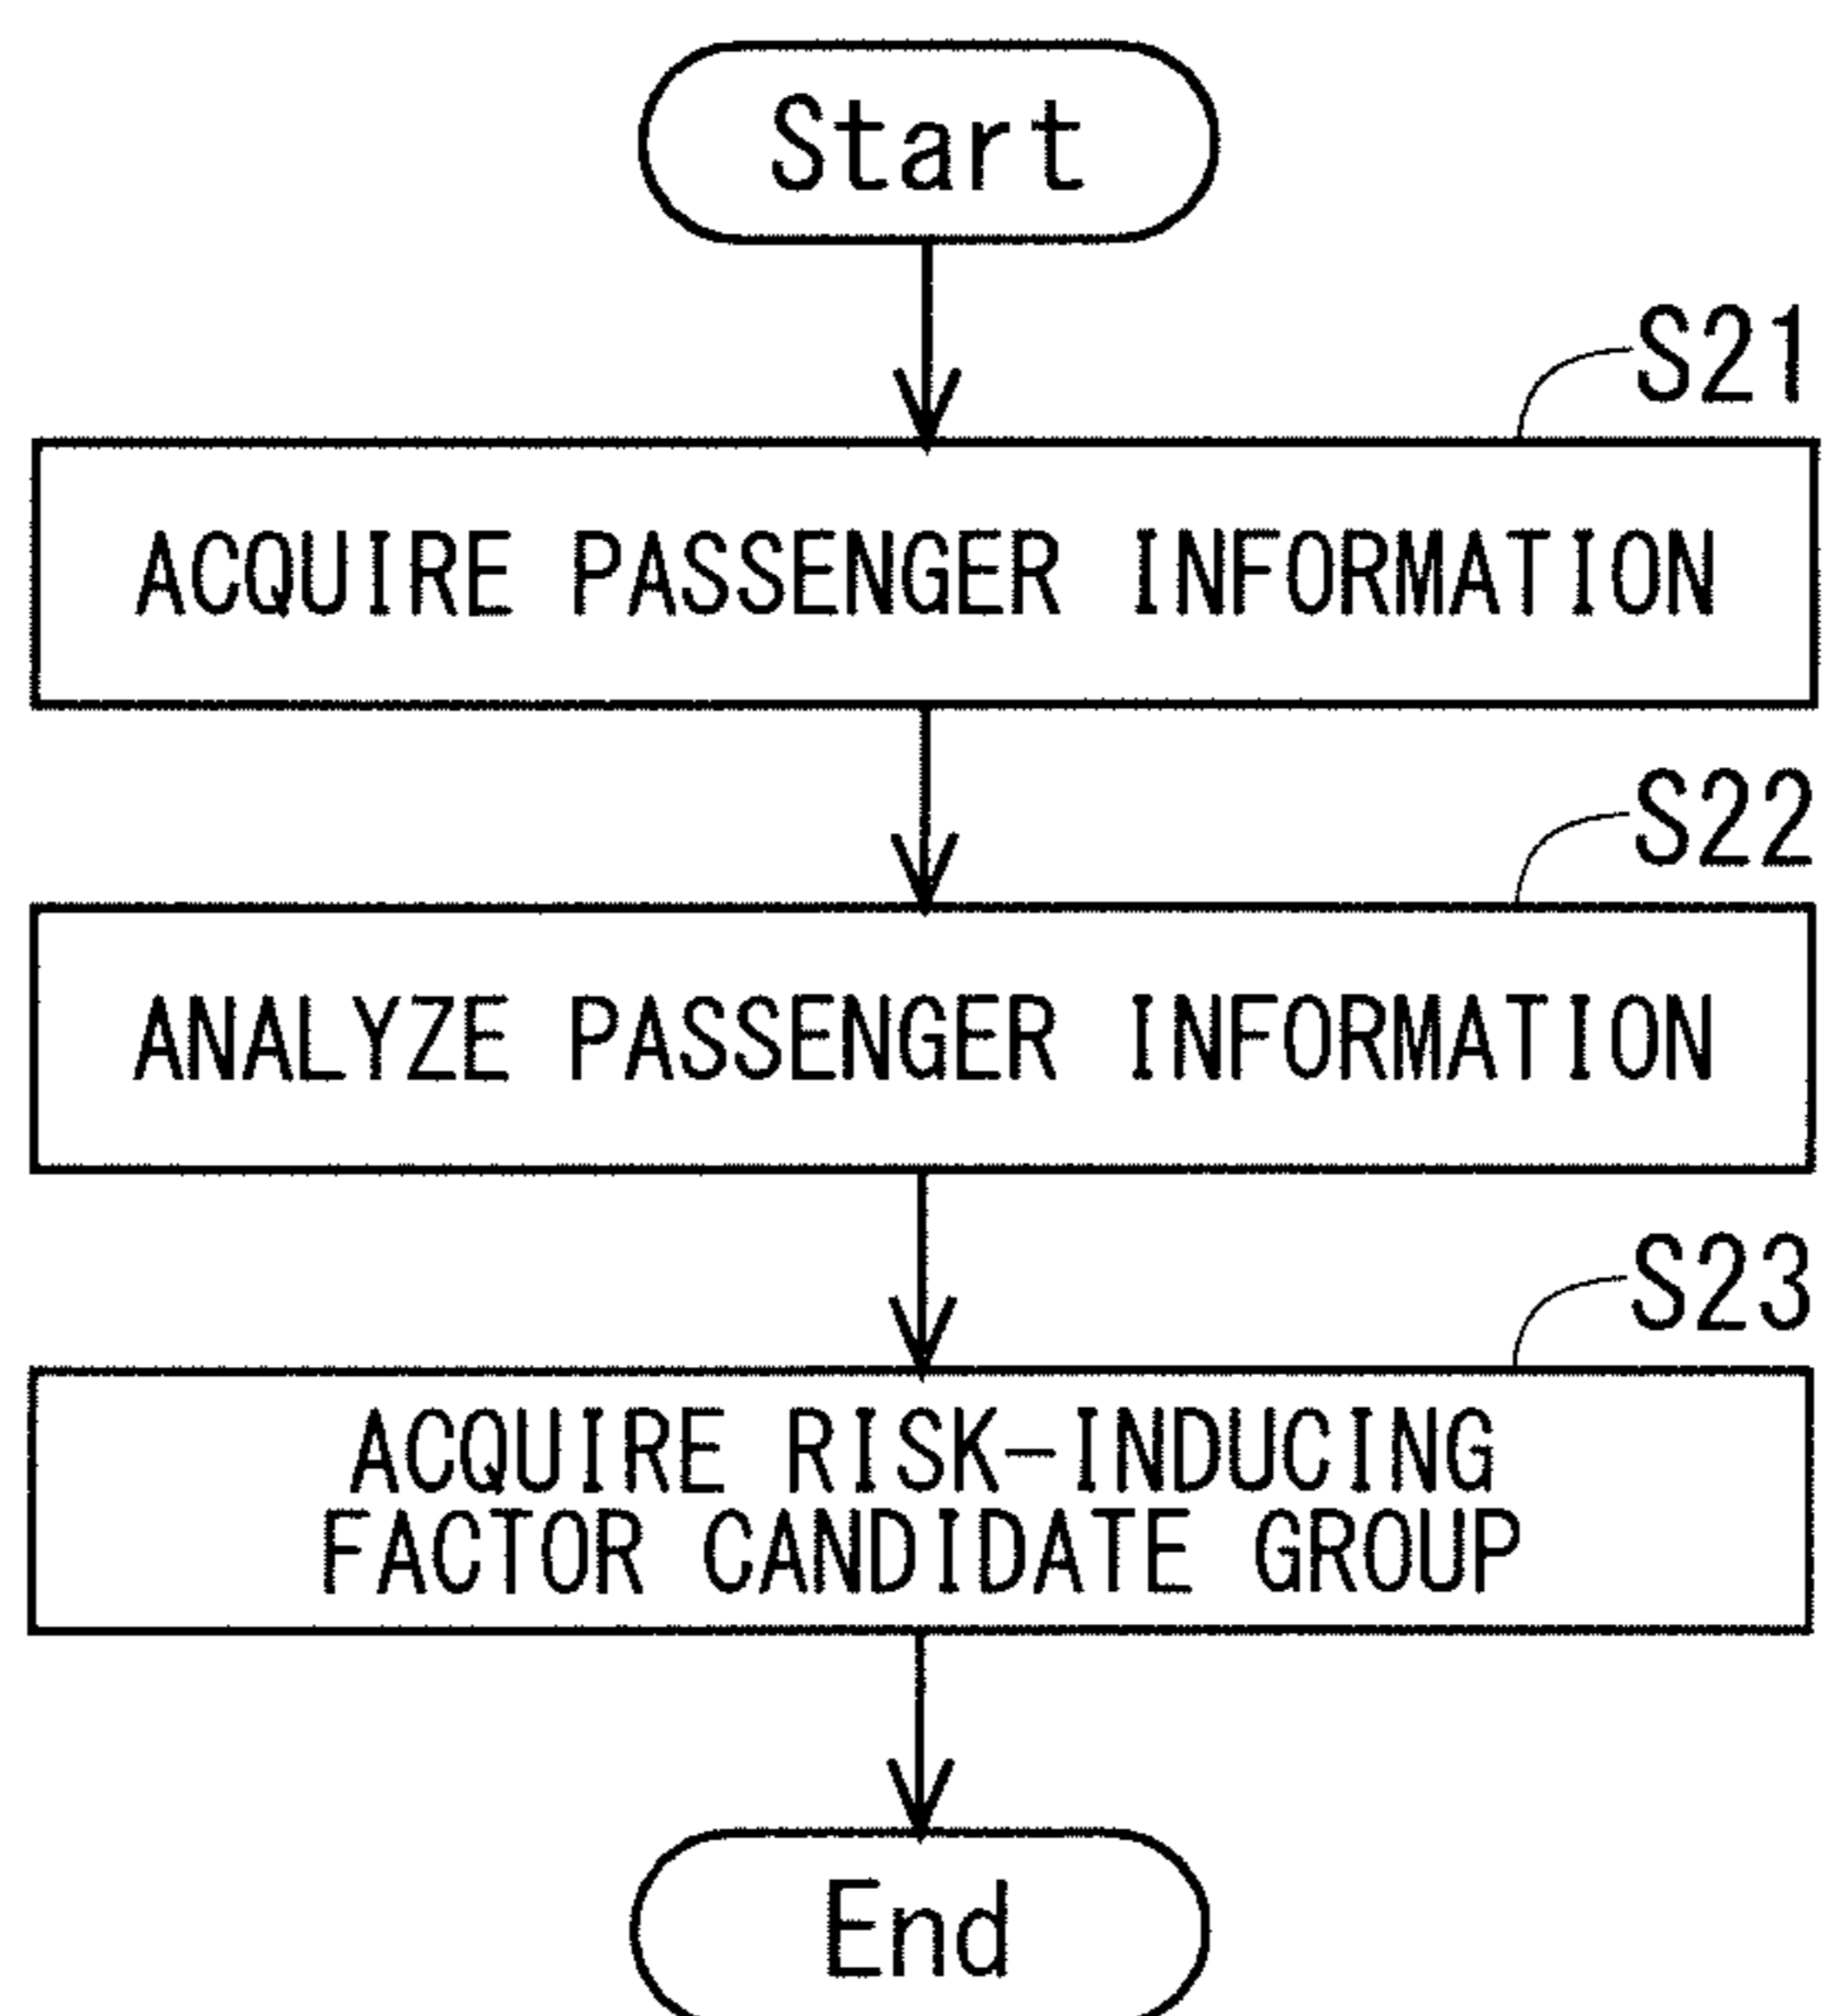 Start
S21
ACQUIRE PASSENGER INFORMATION
S22
ANALYZE PASSENGER INFORMATION
S23
ACQUIRE RISK-INDUCING
FACTOR CANDIDATE GROUP
End